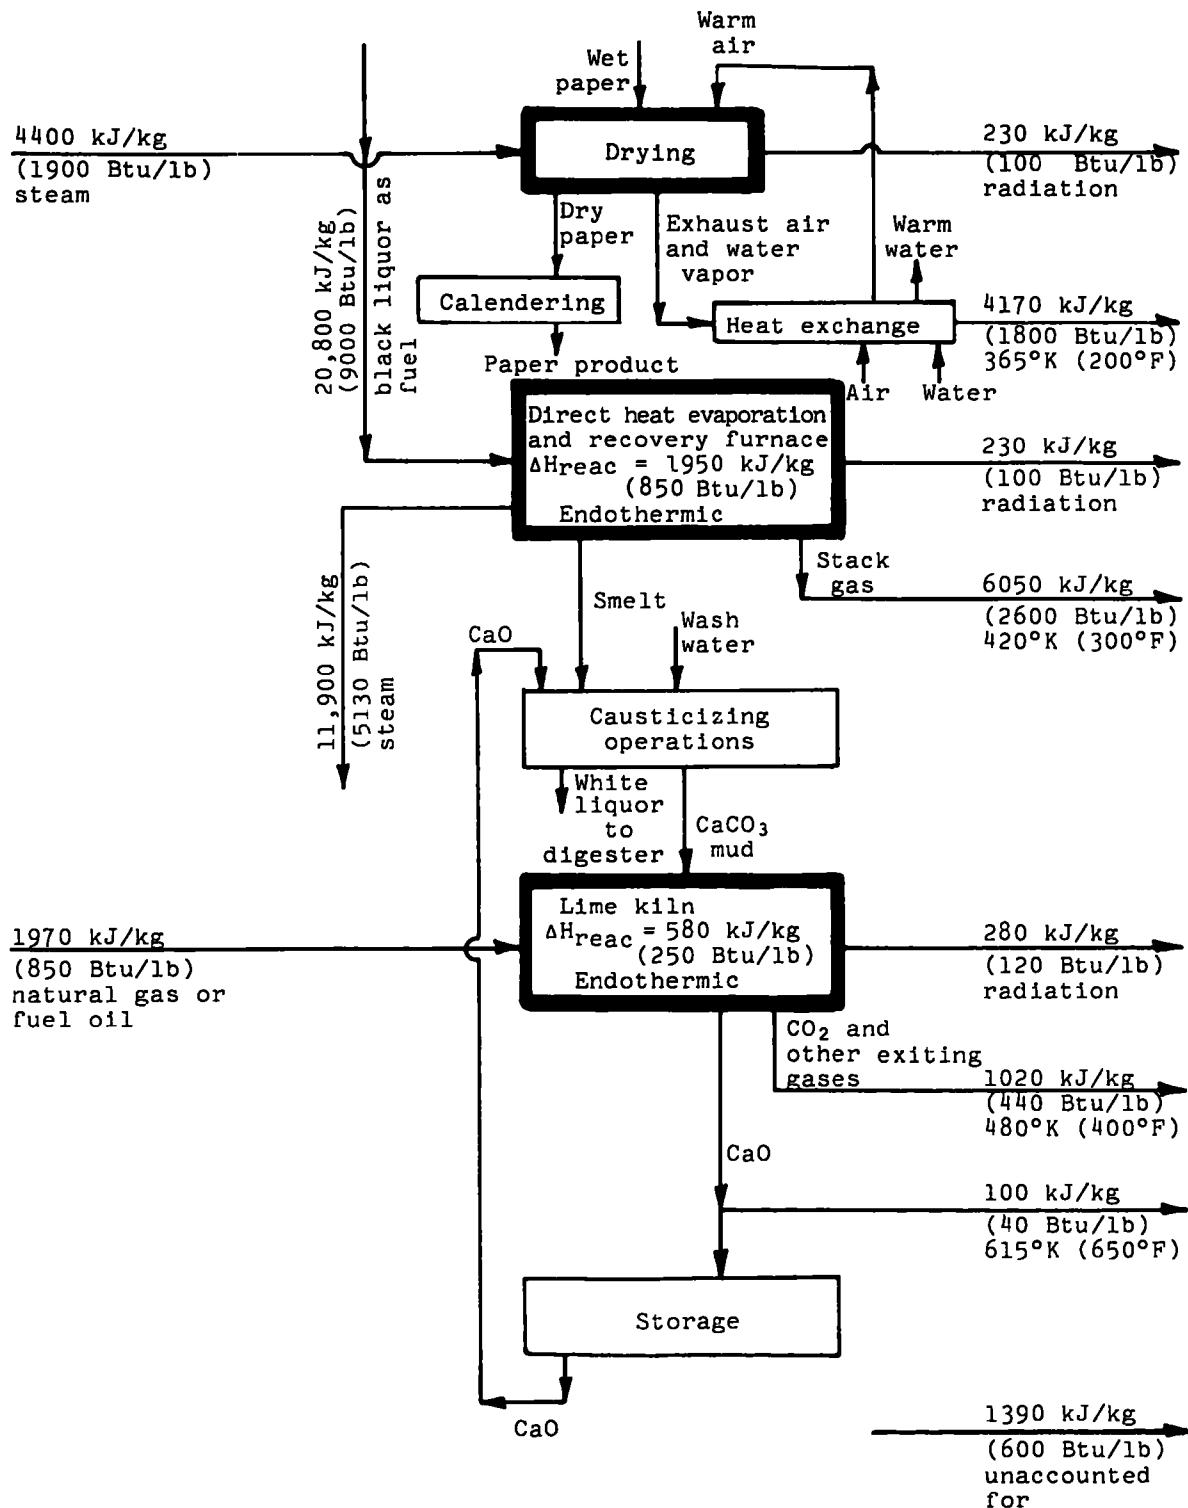 Warm
air
Wet
paper
4400 kJ/kg
(1900 Btu/lb)
steam
Drying
230 kJ/kg
(100 Btu/lb)
radiation
20,800 kJ/kg
(9000 Btu/lb)
black liquor as
fuel
Dry
paper
Exhaust air
and water
vapor
Warm
water
Calendering
Heat exchange
4170 kJ/kg
(1800 Btu/lb)
365°K (200°F)
Paper product
Air
Water
Direct heat evaporation
and recovery furnace
ΔHreac = 1950 kJ/kg
(850 Btu/lb)
Endothermic
230 kJ/kg
(100 Btu/lb)
radiation
Stack
gas
6050 kJ/kg
(2600 Btu/lb)
420°K (300°F)
11,900 kJ/kg
(5130 Btu/lb)
steam
Smelt
CaO
Wash
water
Causticizing
operations
White
liquor
to
digester
CaCO3
mud
1970 kJ/kg
(850 Btu/lb)
natural gas or
fuel oil
Lime kiln
ΔHreac = 580 kJ/kg
(250 Btu/lb)
Endothermic
280 kJ/kg
(120 Btu/lb)
radiation
CO2 and
other exiting
gases
1020 kJ/kg
(440 Btu/lb)
480°K (400°F)
CaO
100 kJ/kg
(40 Btu/lb)
615°K (650°F)
Storage
CaO
1390 kJ/kg
(600 Btu/lb)
unaccounted
for